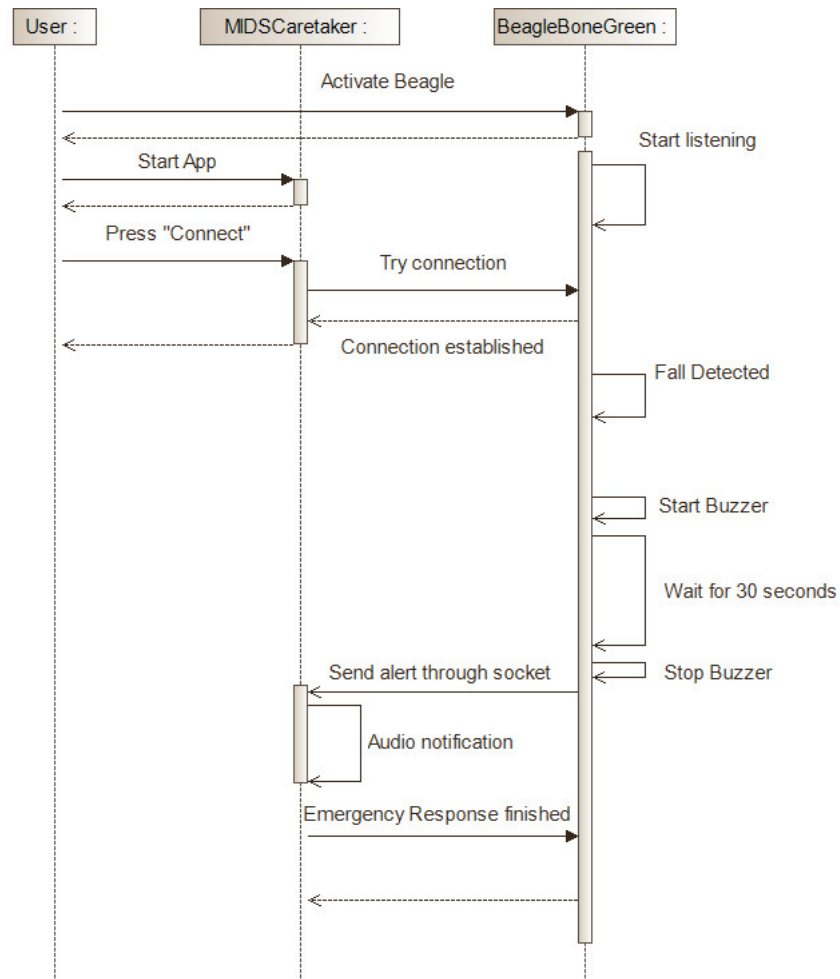 User :
MIDSCaretaker :
BeagleBoneGreen :
Activate Beagle
Start listening
Start App
Press "Connect"
Try connection
Connection established
Fall Detected
Start Buzzer
Wait for 30 seconds
Send alert through socket
Stop Buzzer
Audio notification
Emergency Response finished